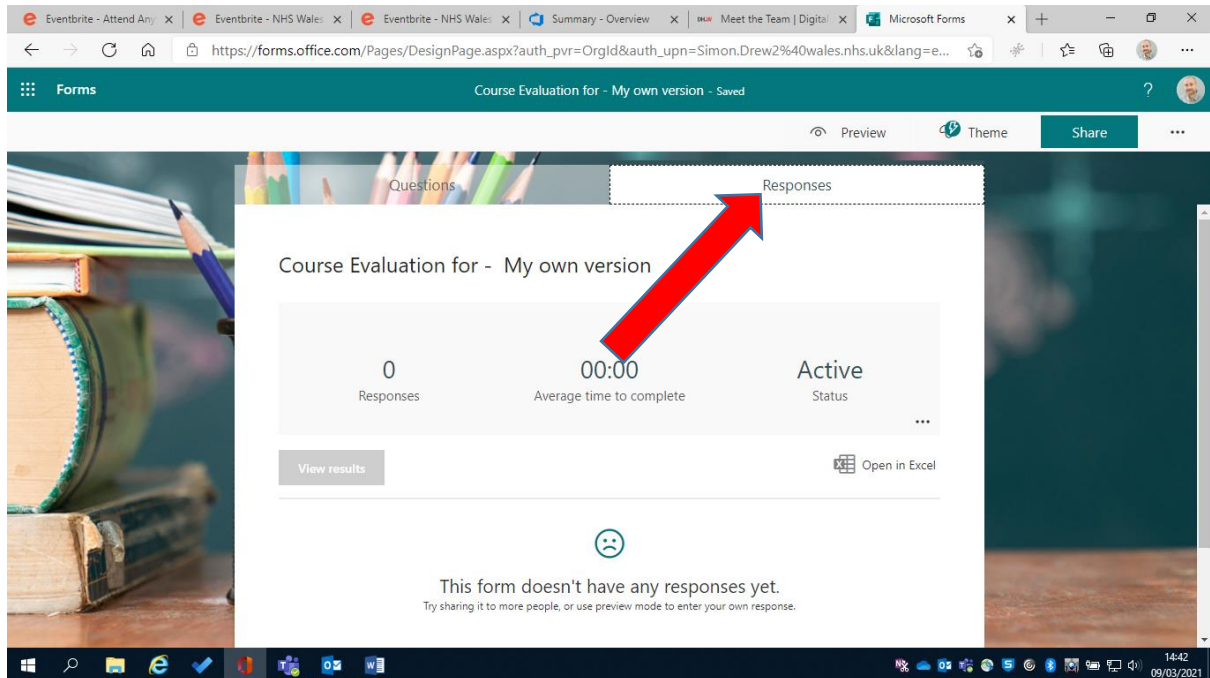 Eventbrite - Attend Any Eventbrite - NHS Wales Eventbrite - NHS Wales Summary - Overview Meet the Team | Digital Microsoft Forms
https://forms.office.com/Pages/DesignPage.aspx?auth_pvr=OrgId&auth_upn=Simon.Drew2%40wales.nhs.uk&lang=e...
Forms Course Evaluation for - My own version - Saved ?
Preview Theme Share ...
Questions Responses
Course Evaluation for - My own version
0 00:00 Active
Responses Average time to complete Status
...
View results Open in Excel
This form doesn't have any responses yet.
Try sharing it to more people, or use preview mode to enter your own response.
14:42
09/03/2021